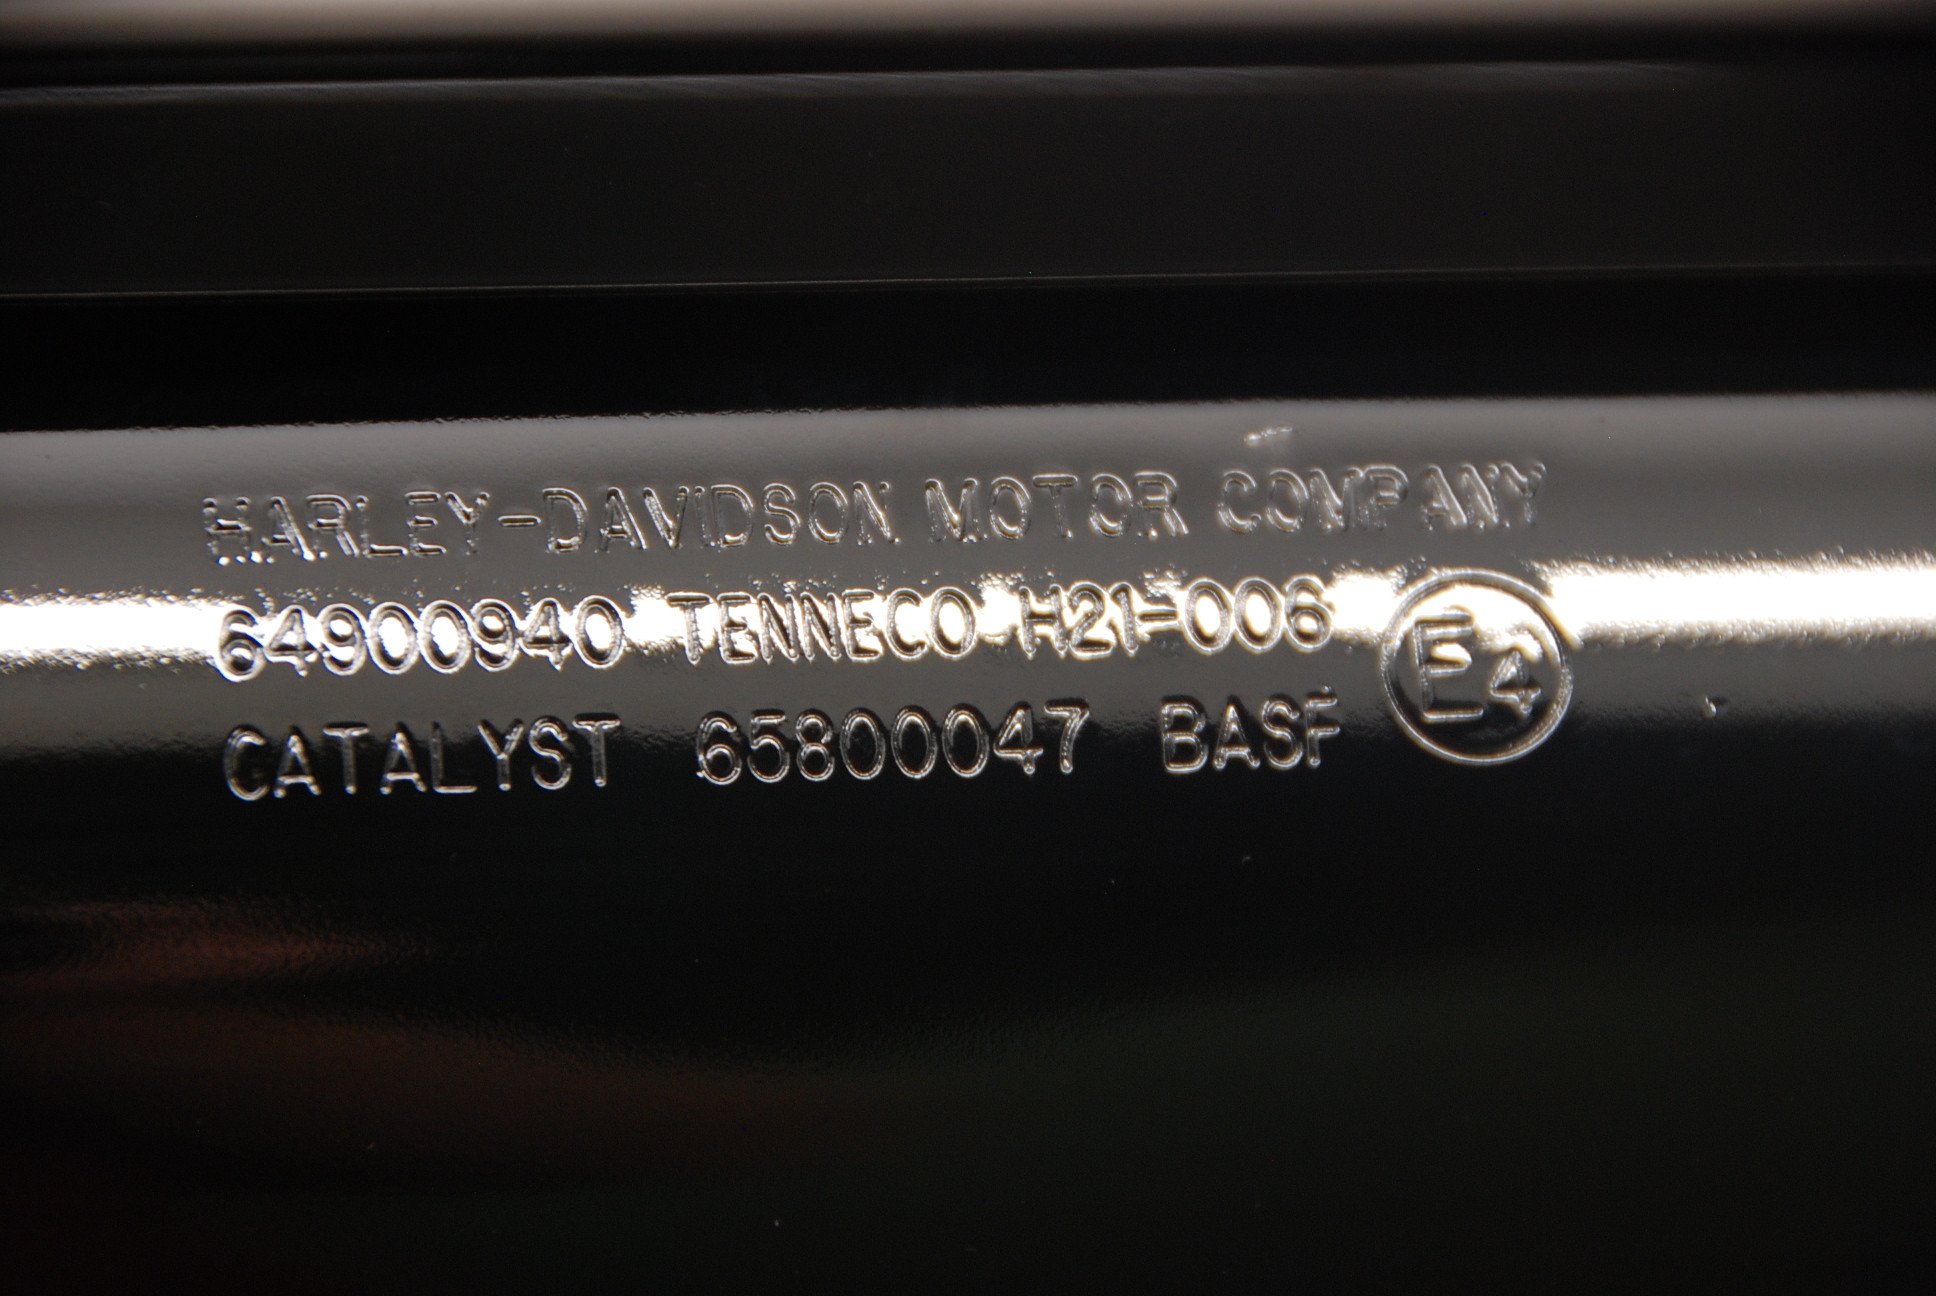 HARLEY-DAVIDSON MOTOR COMPANY
64900940 TENNECO H21-006
CATALYST 65800047 BASF
E4